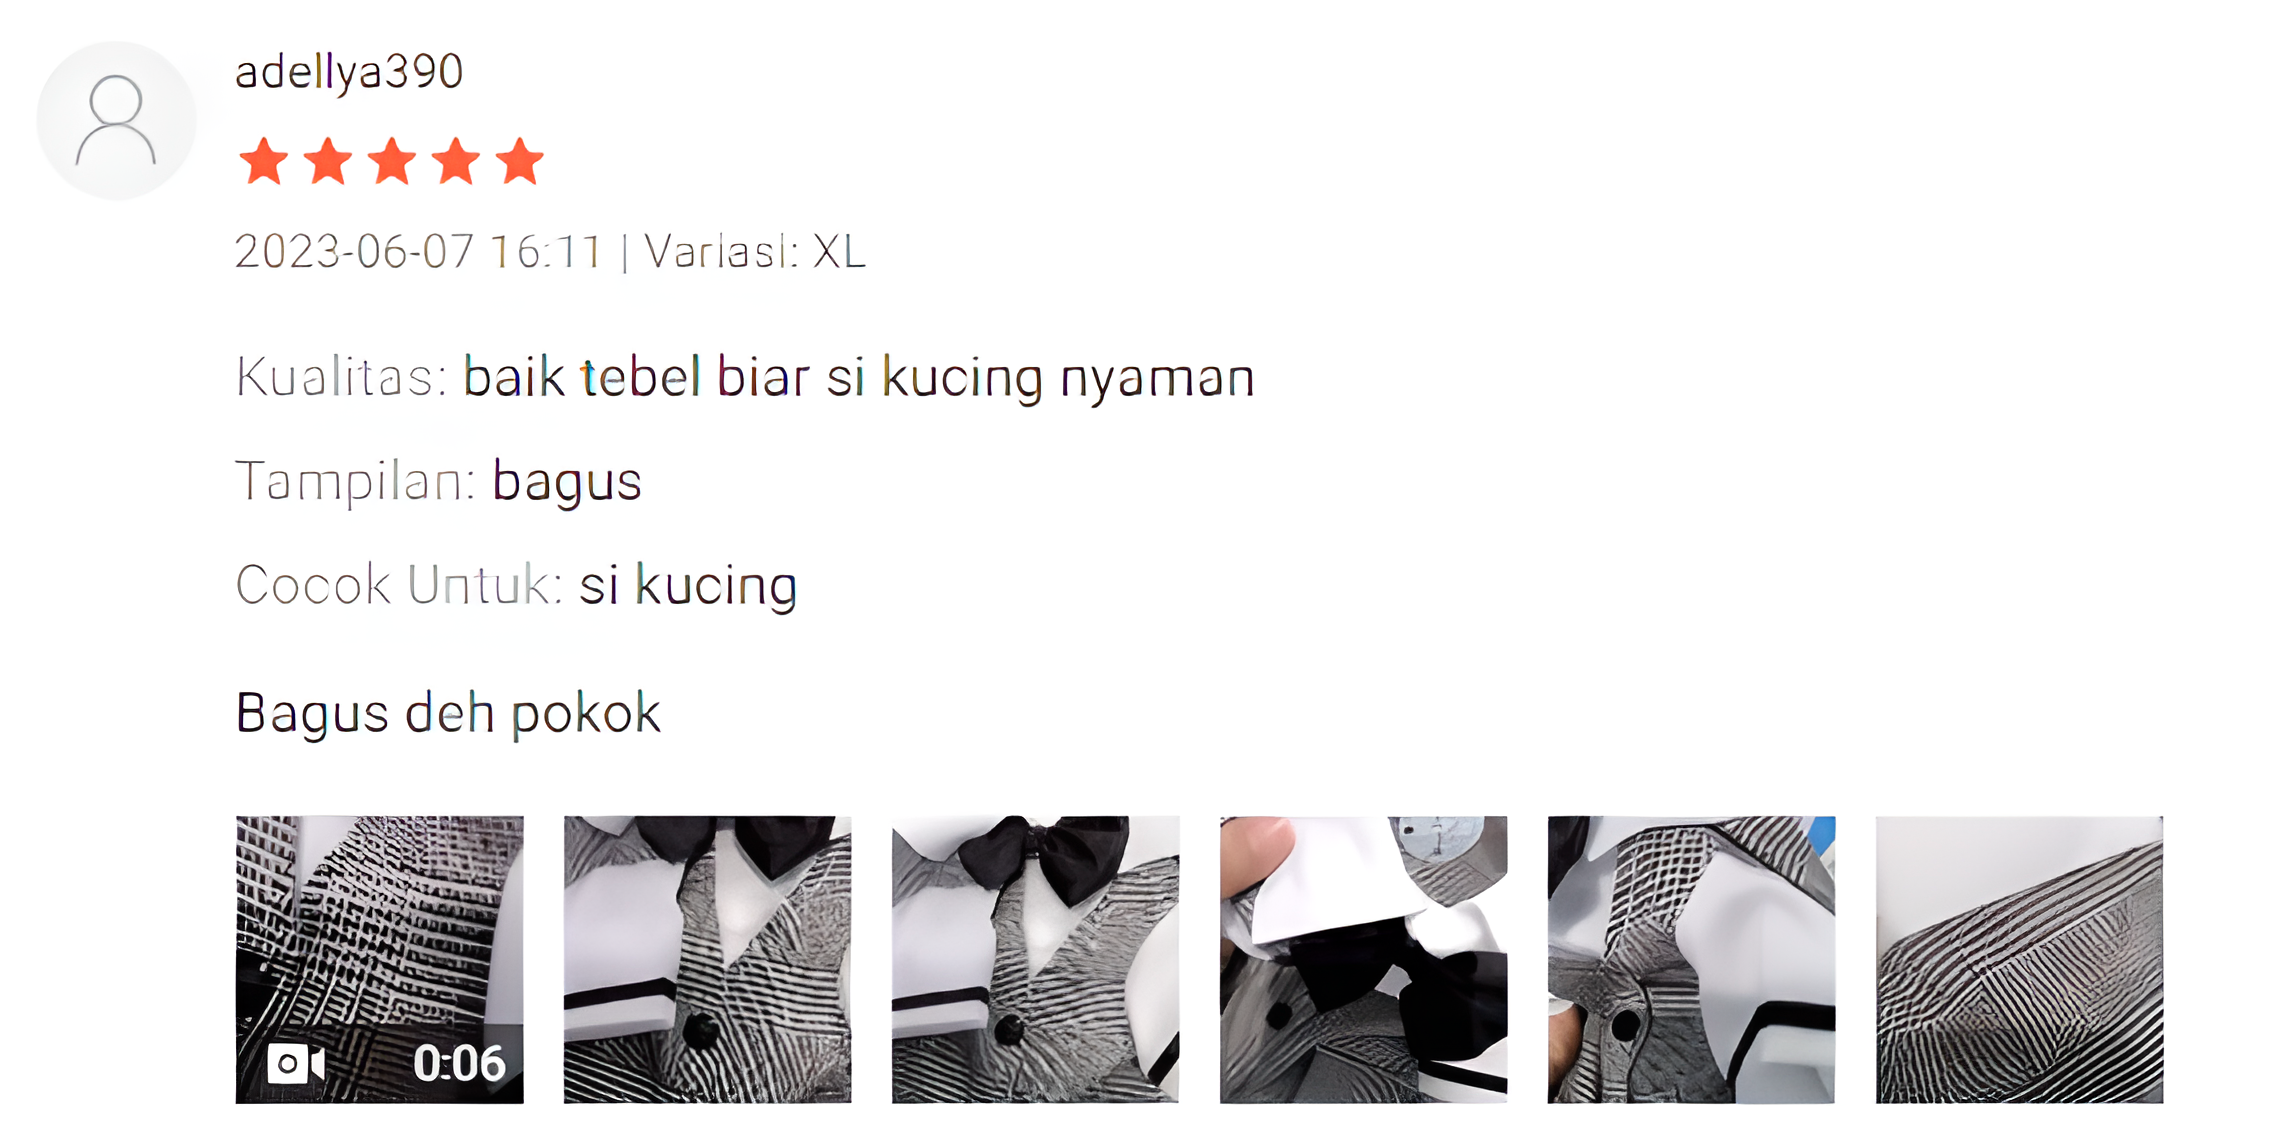 adellya390
2023-06-07 16:11 | Variasi: XL
Kualitas: baik tebel biar si kucing nyaman
Tampilan: bagus
Cocok Untuk: si kucing
Bagus deh pokok
0:06